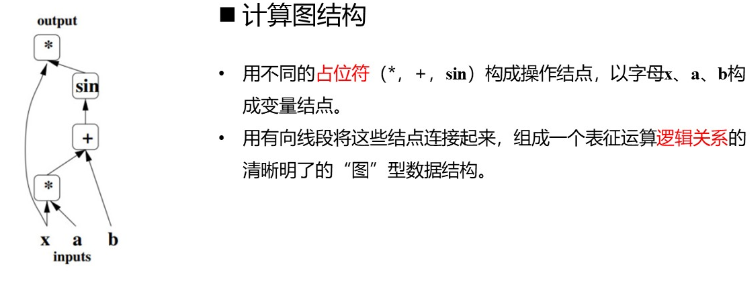 output
*
sin
+
*
x a b
inputs
■ 计算图结构
• 用不同的占位符（*，+，sin）构成操作结点，以字母x、a、b构
成变量结点。
• 用有向线段将这些结点连接起来，组成一个表征运算逻辑关系的
清晰明了的“图”型数据结构。